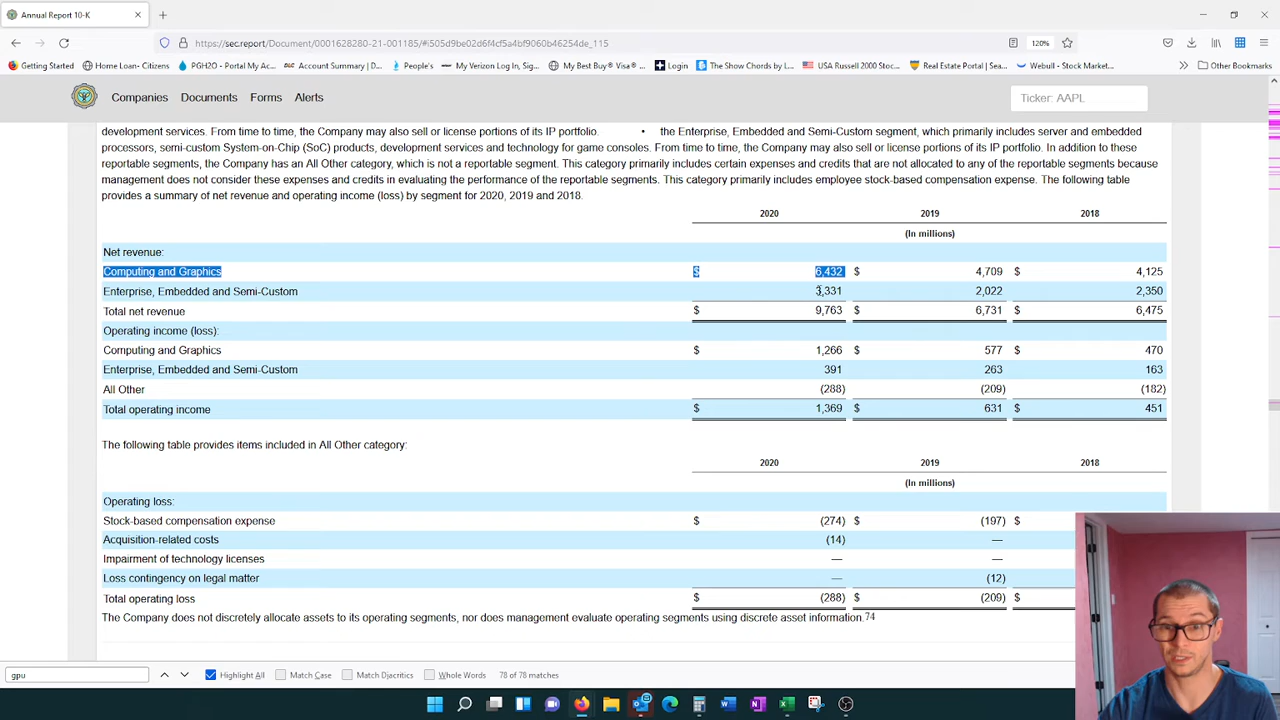 Annual Report 10-K
https://sec.report/Document/0001628280-21-001185/#i505d9be02d6f4cf5a4bf9060b46254de_115
120%
Getting Started Home Loan- Citizens PGH2O - Portal My Ac... Account Summary | D... People's My Verizon Log In, Sig... My Best Buy® Visa® ... Login The Show Chords by L... USA Russell 2000 Stoc... Real Estate Portal | Sea... Webull - Stock Market... Other Bookmarks
Companies Documents Forms Alerts
Ticker: AAPL
development services. From time to time, the Company may also sell or license portions of its IP portfolio. • the Enterprise, Embedded and Semi-Custom segment, which primarily includes server and embedded
processors, semi-custom System-on-Chip (SoC) products, development services and technology for game consoles. From time to time, the Company may also sell or license portions of its IP portfolio. In addition to these
reportable segments, the Company has an All Other category, which is not a reportable segment. This category primarily includes certain expenses and credits that are not allocated to any of the reportable segments because
management does not consider these expenses and credits in evaluating the performance of the reportable segments. This category primarily includes employee stock-based compensation expense. The following table
provides a summary of net revenue and operating income (loss) by segment for 2020, 2019 and 2018.
2020 2019 2018
(In millions)
Net revenue:
Computing and Graphics $ 6,432 $ 4,709 $ 4,125
Enterprise, Embedded and Semi-Custom 3,331 2,022 2,350
Total net revenue $ 9,763 $ 6,731 $ 6,475
Operating income (loss):
Computing and Graphics $ 1,266 $ 577 $ 470
Enterprise, Embedded and Semi-Custom 391 263 163
All Other (288) (209) (182)
Total operating income $ 1,369 $ 631 $ 451
The following table provides items included in All Other category:
2020 2019 2018
(In millions)
Operating loss:
Stock-based compensation expense $ (274) $ (197) $
Acquisition-related costs (14) —
Impairment of technology licenses — —
Loss contingency on legal matter — (12)
Total operating loss $ (288) $ (209) $
The Company does not discretely allocate assets to its operating segments, nor does management evaluate operating segments using discrete asset information.74
gpu
Highlight All Match Case Match Diacritics Whole Words 78 of 78 matches